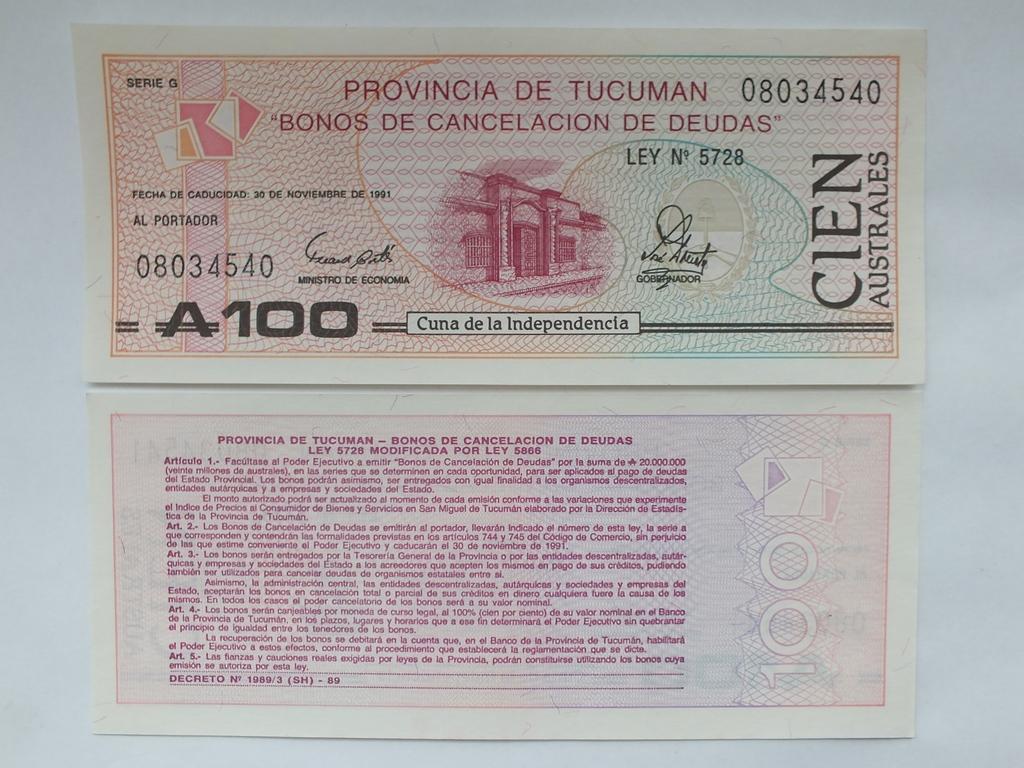 SERIE G
PROVINCIA DE TUCUMAN
08034540
"BONOS DE CANCELACION DE DEUDAS"
LEY Nº 5728
FECHA DE CADUCIDAD: 30 DE NOVIEMBRE DE 1991
AL PORTADOR
08034540
MINISTRO DE ECONOMIA
GOBERNADOR
CIEN
AUSTRALES
₳100
Cuna de la Independencia
PROVINCIA DE TUCUMAN – BONOS DE CANCELACION DE DEUDAS
LEY 5728 MODIFICADA POR LEY 5866
Artículo 1.- Facúltase al Poder Ejecutivo a emitir "Bonos de Cancelación de Deudas" por la suma de ₳ 20.000.000
(veinte millones de australes), en las series que se determinen en cada oportunidad, para ser aplicados al pago de deudas
del Estado Provincial. Los bonos podrán asimismo, ser entregados con igual finalidad a los organismos descentralizados,
entidades autárquicas y a empresas y sociedades del Estado.
El monto autorizado podrá ser actualizado al momento de cada emisión conforme a las variaciones que experimente
el Indice de Precios al Consumidor de Bienes y Servicios en San Miguel de Tucumán elaborado por la Dirección de Estadís-
tica de la Provincia de Tucumán.
Art. 2.- Los Bonos de Cancelación de Deudas se emitirán al portador, llevarán indicado el número de esta ley, la serie a
que corresponden y contendrán las formalidades previstas en los artículos 744 y 745 del Código de Comercio, sin perjuicio
de las que estime conveniente el Poder Ejecutivo y caducarán el 30 de noviembre de 1991.
Art. 3.- Los bonos serán entregados por la Tesorería General de la Provincia o por las entidades descentralizadas, autár-
quicas y empresas y sociedades del Estado a los acreedores que acepten los mismos en pago de sus créditos, pudiendo
también ser utilizados para cancelar deudas de organismos estatales entre sí.
Asimismo, la administración central, las entidades descentralizadas, autárquicas y sociedades y empresas del
Estado, aceptarán los bonos en cancelación total o parcial de sus créditos en dinero cualquiera fuere la causa de los
mismos. En todos los casos el poder cancelatorio de los bonos será a su valor nominal.
Art. 4.- Los bonos serán canjeables por moneda de curso legal, al 100% (cien por ciento) de su valor nominal en el Banco
de la Provincia de Tucumán, en los plazos, lugares y horarios que a ese fin determinará el Poder Ejecutivo sin quebrantar
el principio de igualdad entre los tenedores de los bonos.
La recuperación de los bonos se debitará en la cuenta que, en el Banco de la Provincia de Tucumán, habilitará
el Poder Ejecutivo a estos efectos, conforme al procedimiento que establecerá la reglamentación que se dicte.
Art. 5.- Las fianzas y cauciones reales exigidas por leyes de la Provincia, podrán constituirse utilizando los bonos cuya
emisión se autoriza por esta ley.
DECRETO Nº 1989/3 (SH) - 89
100